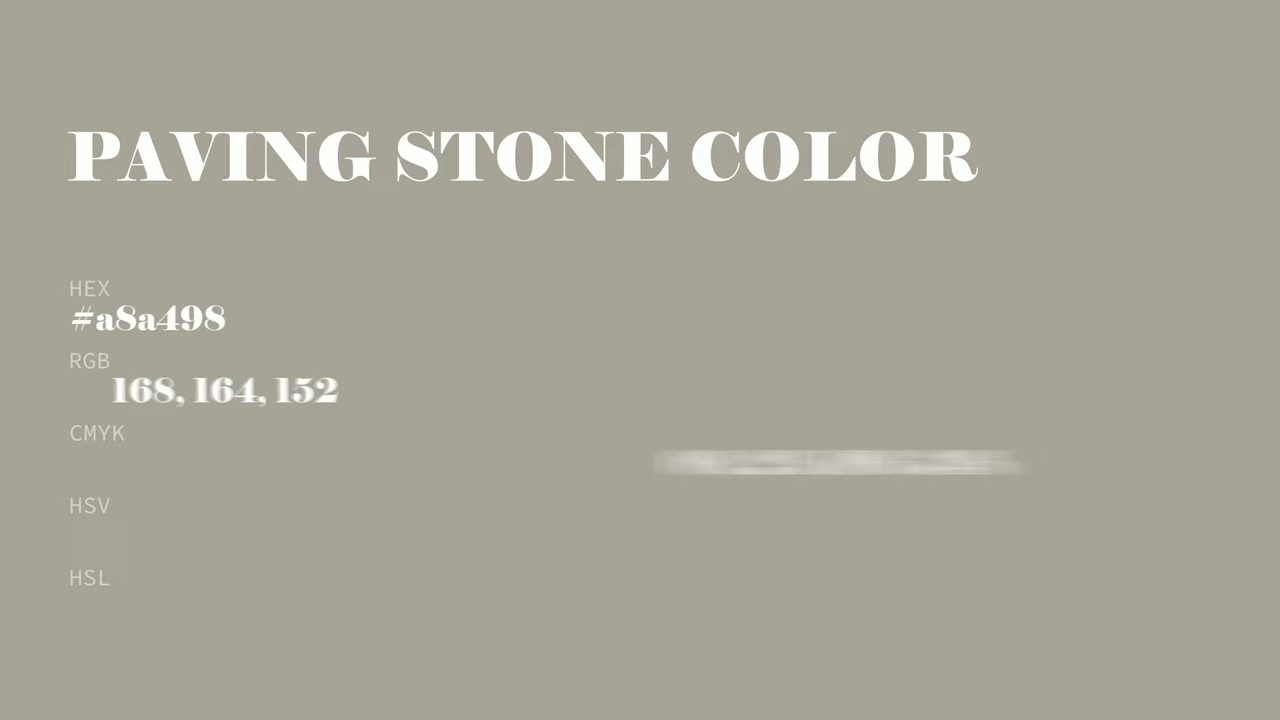 PAVING STONE COLOR
HEX
#a8a498
RGB
168, 164, 152
CMYK
HSV
HSL